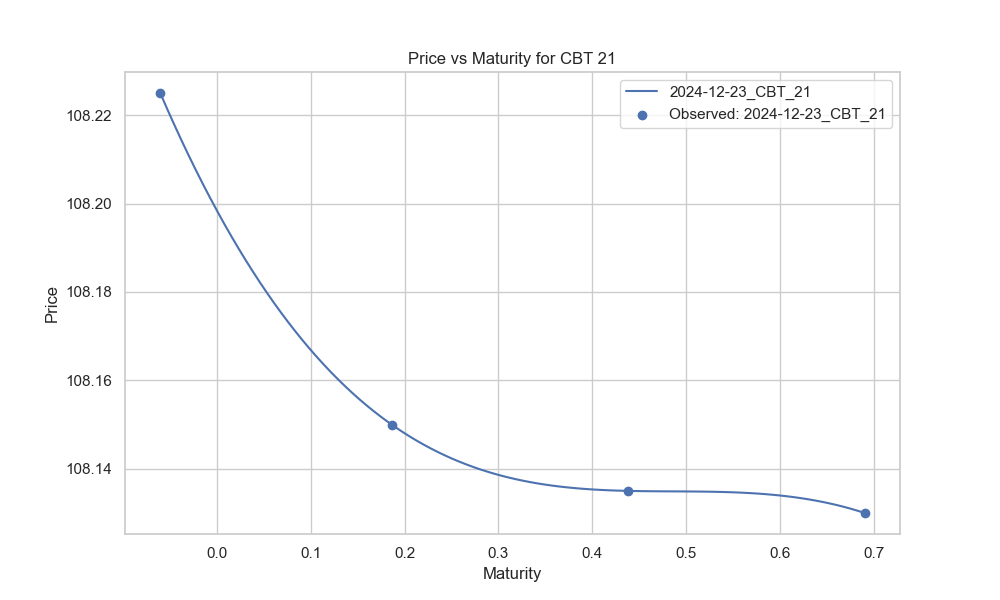 Price vs Maturity for CBT 21
2024-12-23_CBT_21
Observed: 2024-12-23_CBT_21
Price
108.22
108.20
108.18
108.16
108.14
0.0 0.1 0.2 0.3 0.4 0.5 0.6 0.7
Maturity